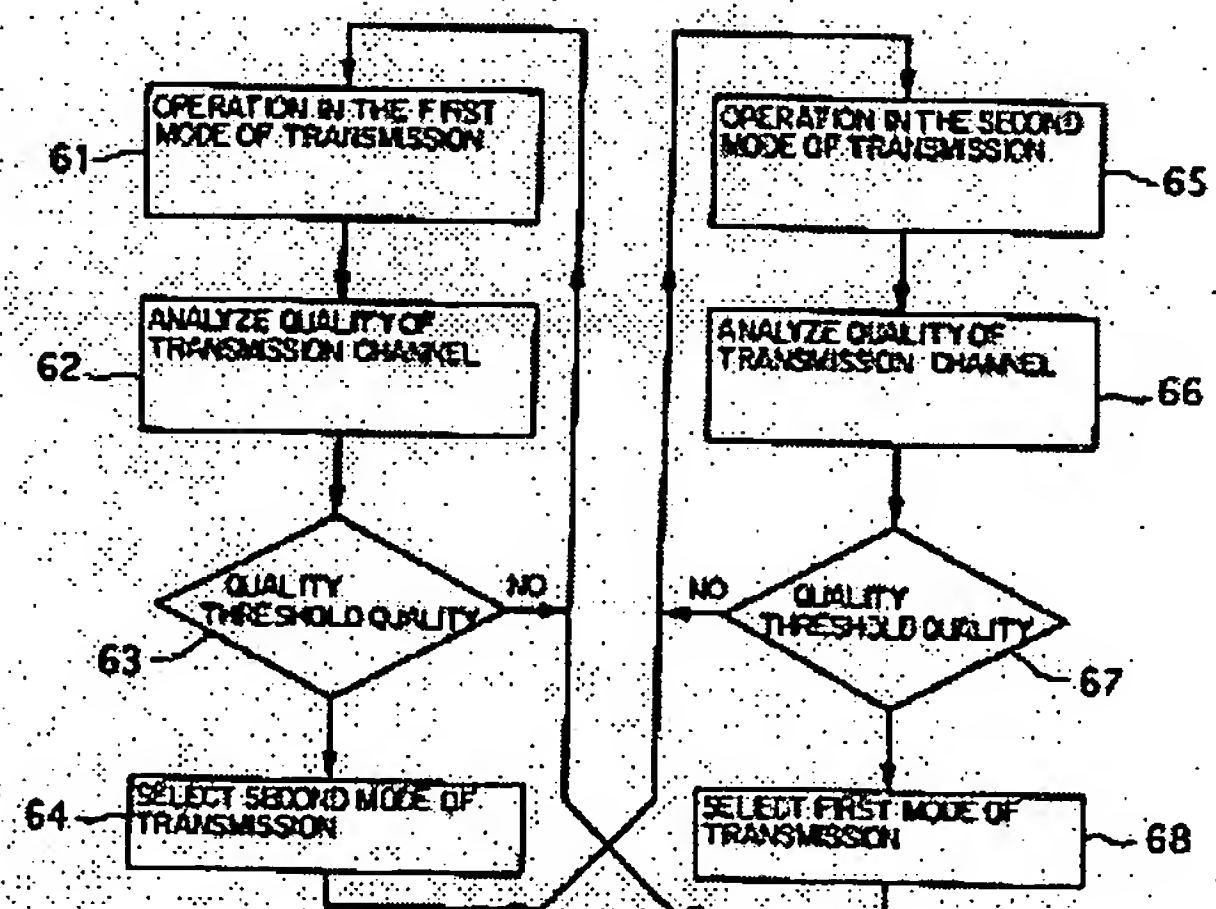 OPERATION IN THE FIRST
MODE OF TRANSMISSION
61
ANALYZE QUALITY OF
TRANSMISSION CHANNEL
62
QUALITY
THRESHOLD QUALITY
NO
63
SELECT SECOND MODE OF
TRANSMISSION
64
OPERATION IN THE SECOND
MODE OF TRANSMISSION
65
ANALYZE QUALITY OF
TRANSMISSION CHANNEL
66
NO
QUALITY
THRESHOLD QUALITY
67
SELECT FIRST MODE OF
TRANSMISSION
68